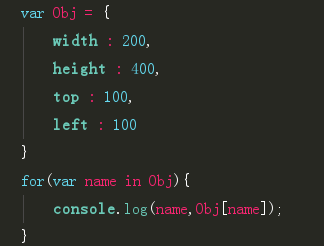 var Obj = {
width : 200,
height : 400,
top : 100,
left : 100
}
for(var name in Obj){
console.log(name,Obj[name]);
}